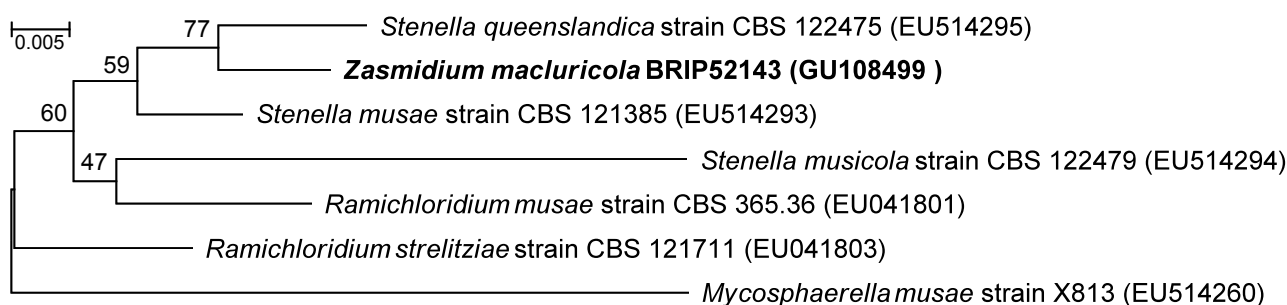 77
Stenella queenslandica strain CBS 122475 (EU514295)
0.005
59
Zasmidium macluricola BRIP52143 (GU108499 )
60
Stenella musae strain CBS 121385 (EU514293)
47
Stenella musicola strain CBS 122479 (EU514294)
Ramichloridium musae strain CBS 365.36 (EU041801)
Ramichloridium strelitziae strain CBS 121711 (EU041803)
Mycosphaerella musae strain X813 (EU514260)